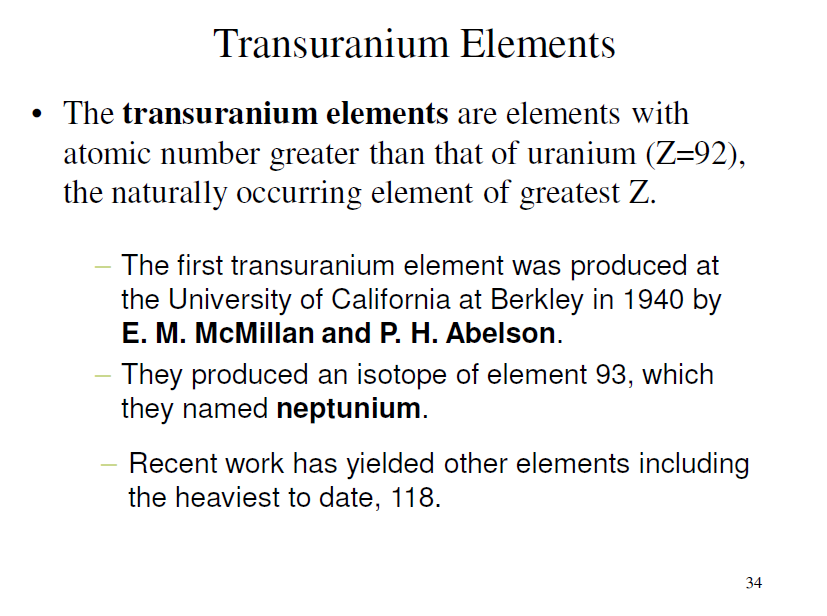 Transuranium Elements
• The transuranium elements are elements with
atomic number greater than that of uranium (Z=92),
the naturally occurring element of greatest Z.
– The first transuranium element was produced at
the University of California at Berkley in 1940 by
E. M. McMillan and P. H. Abelson.
– They produced an isotope of element 93, which
they named neptunium.
– Recent work has yielded other elements including
the heaviest to date, 118.
34